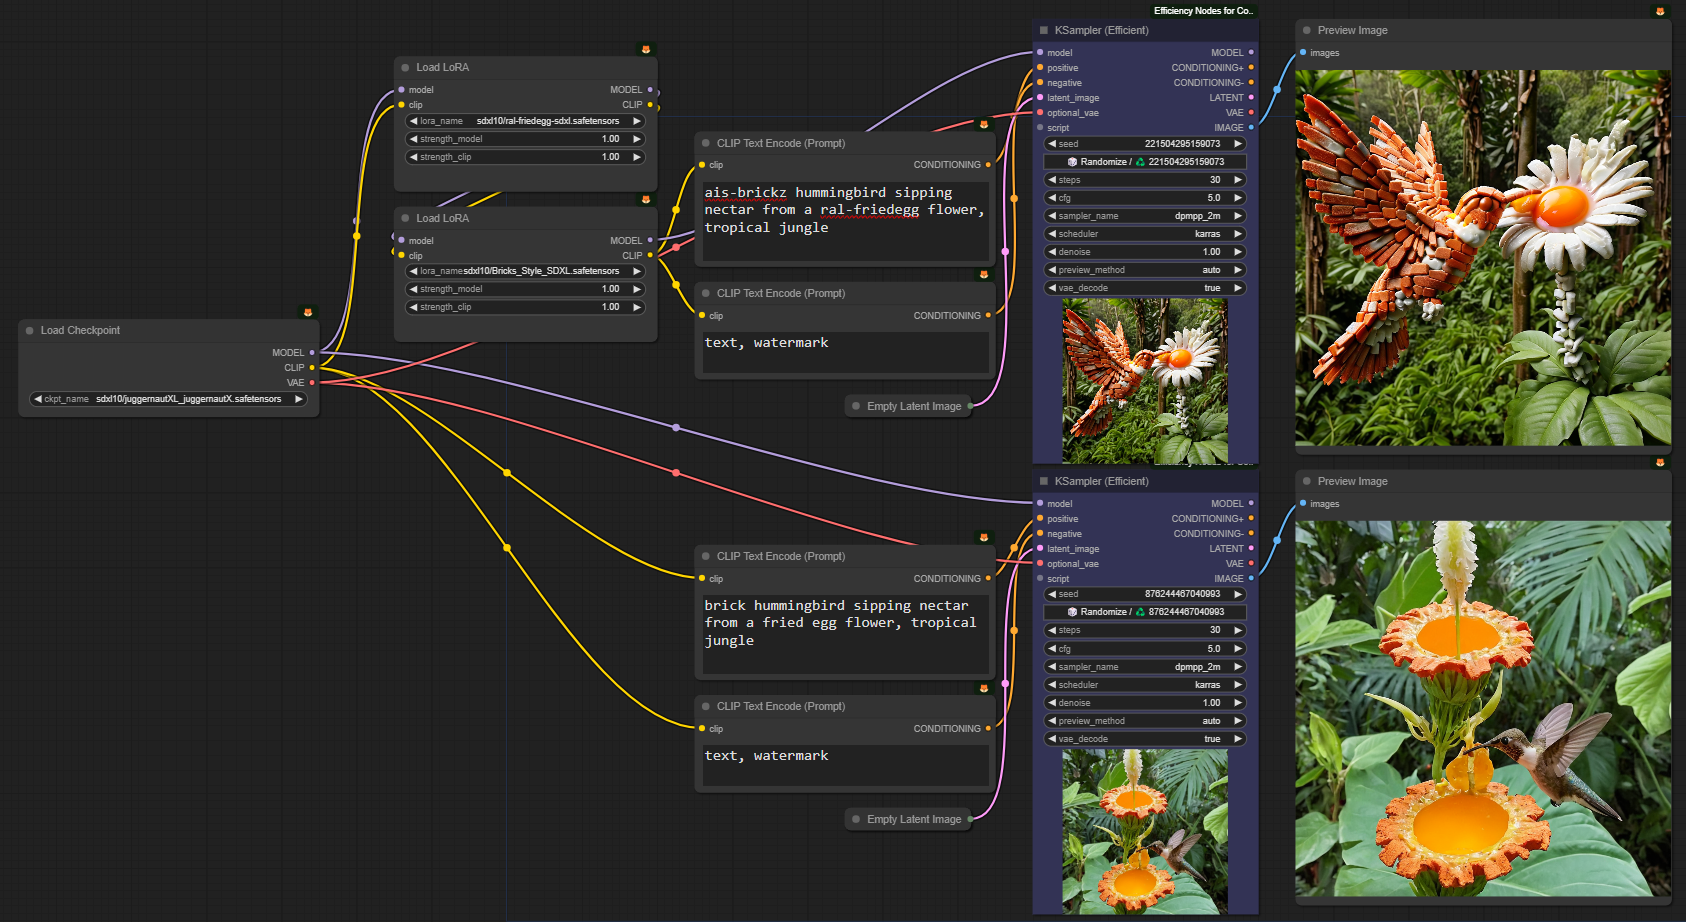 Load LoRA
model
MODEL
clip
CLIP
lora_name sdxl10/ral-friedegg-sdxl.safetensors
strength_model 1.00
strength_clip 1.00
Load LoRA
model
MODEL
clip
CLIP
lora_name sdxl10/Bricks_Style_SDXL.safetensors
strength_model 1.00
strength_clip 1.00
Load Checkpoint
MODEL
CLIP
VAE
ckpt_name sdxl10/juggernautXL_juggernautX.safetensors
CLIP Text Encode (Prompt)
clip
CONDITIONING
ais-brickz hummingbird sipping
nectar from a ral-friedegg flower,
tropical jungle
CLIP Text Encode (Prompt)
clip
CONDITIONING
text, watermark
Empty Latent Image
Efficiency Nodes for Co..
KSampler (Efficient)
model
MODEL
positive
CONDITIONING+
negative
CONDITIONING-
latent_image
LATENT
optional_vae
VAE
script
IMAGE
seed 221504295159073
Randomize / 221504295159073
steps 30
cfg 5.0
sampler_name dpmpp_2m
scheduler karras
denoise 1.00
preview_method auto
vae_decode true
Preview Image
images
CLIP Text Encode (Prompt)
clip
CONDITIONING
brick hummingbird sipping nectar
from a fried egg flower, tropical
jungle
CLIP Text Encode (Prompt)
clip
CONDITIONING
text, watermark
Empty Latent Image
Efficiency Nodes for Co..
KSampler (Efficient)
model
MODEL
positive
CONDITIONING+
negative
CONDITIONING-
latent_image
LATENT
optional_vae
VAE
script
IMAGE
seed 876244467040993
Randomize / 876244467040993
steps 30
cfg 5.0
sampler_name dpmpp_2m
scheduler karras
denoise 1.00
preview_method auto
vae_decode true
Preview Image
images